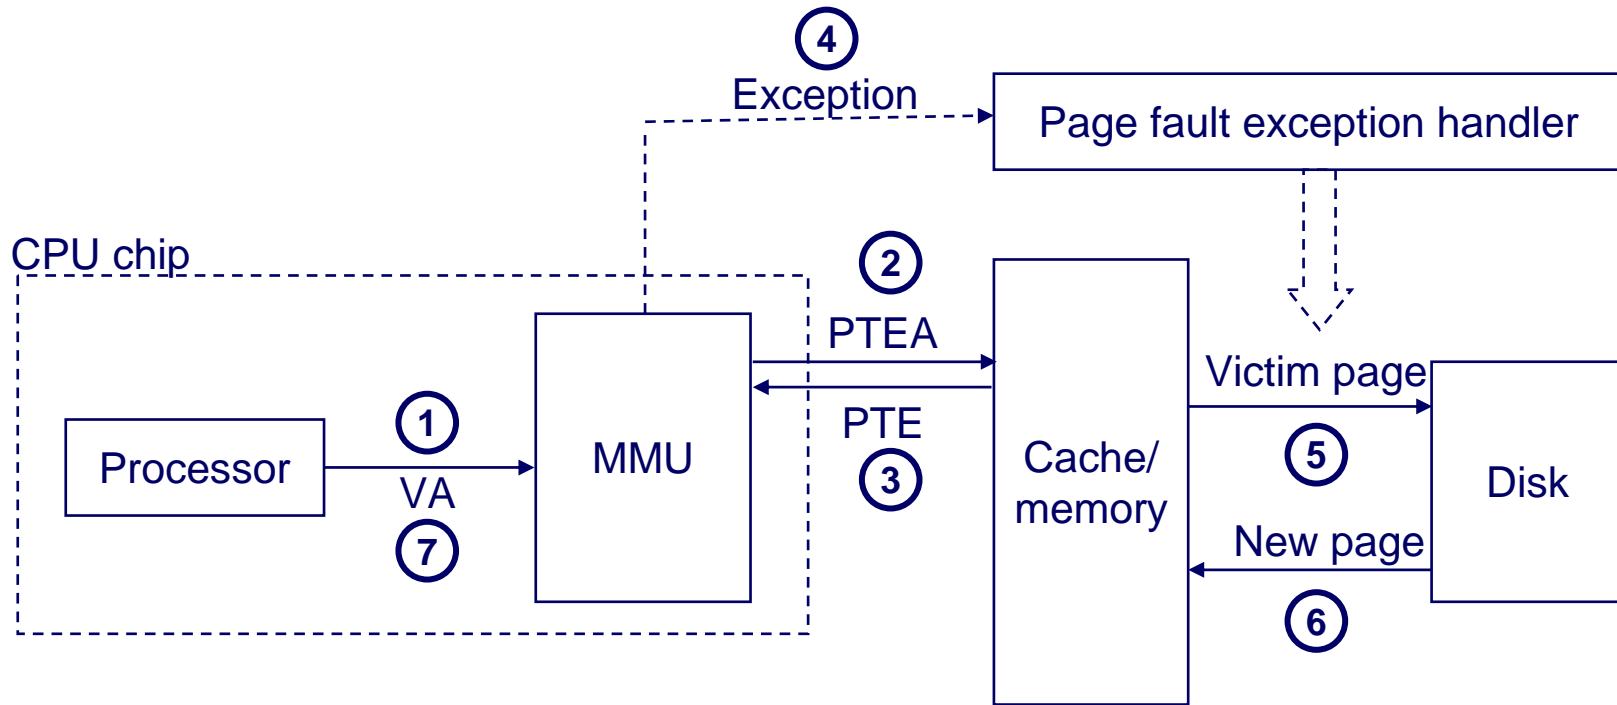 4
Exception
Page fault exception handler
CPU chip
2
PTEA
Victim page
1
Processor
MMU
PTE
Cache/
memory
5
Disk
VA
3
7
New page
6